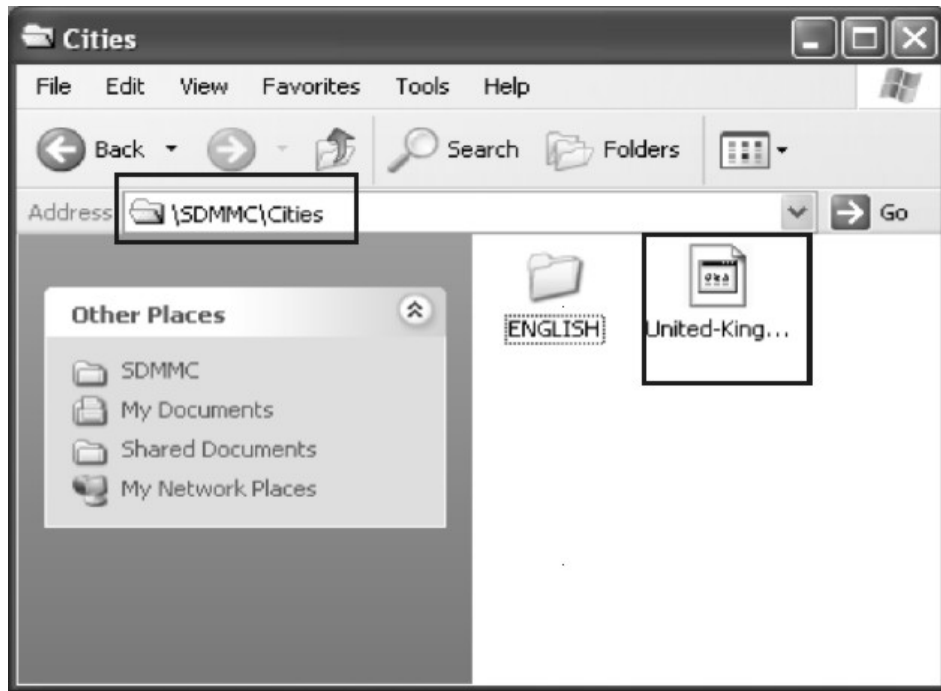 Cities
File Edit View Favorites Tools Help
Back Search Folders
Address \SDMMC\Cities Go
Other Places
SDMMC
My Documents
Shared Documents
My Network Places
ENGLISH United-King...